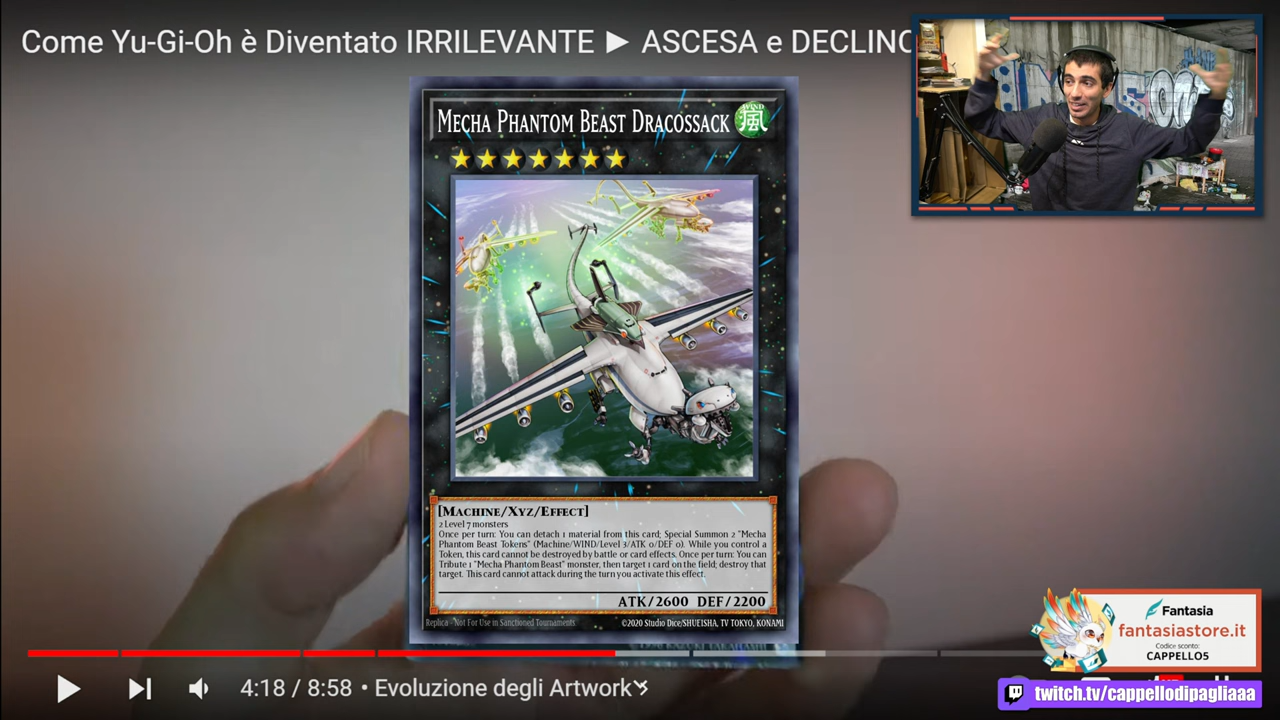 Come Yu-Gi-Oh è Diventato IRRILEVANTE ► ASCESA e DECLINO
MECHA PHANTOM BEAST DRACOSSACK
WIND
風
[MACHINE/XYZ/EFFECT]
2 Level 7 monsters
Once per turn: You can detach 1 material from this card; Special Summon 2 "Mecha
Phantom Beast Tokens" (Machine/WIND/Level 3/ATK 0/DEF 0). While you control a
Token, this card cannot be destroyed by battle or card effects. Once per turn: You can
Tribute 1 "Mecha Phantom Beast" monster, then target 1 card on the field; destroy that
target. This card cannot attack during the turn you activate this effect.
ATK/2600 DEF/2200
Replica - Not For Use in Sanctioned Tournaments
©2020 Studio Dice/SHUEISHA, TV TOKYO, KONAMI
Fantasia
fantasiastore.it
Codice sconto:
CAPPELLO5
4:18 / 8:58 • Evoluzione degli Artwork
twitch.tv/cappellodipagliaaa